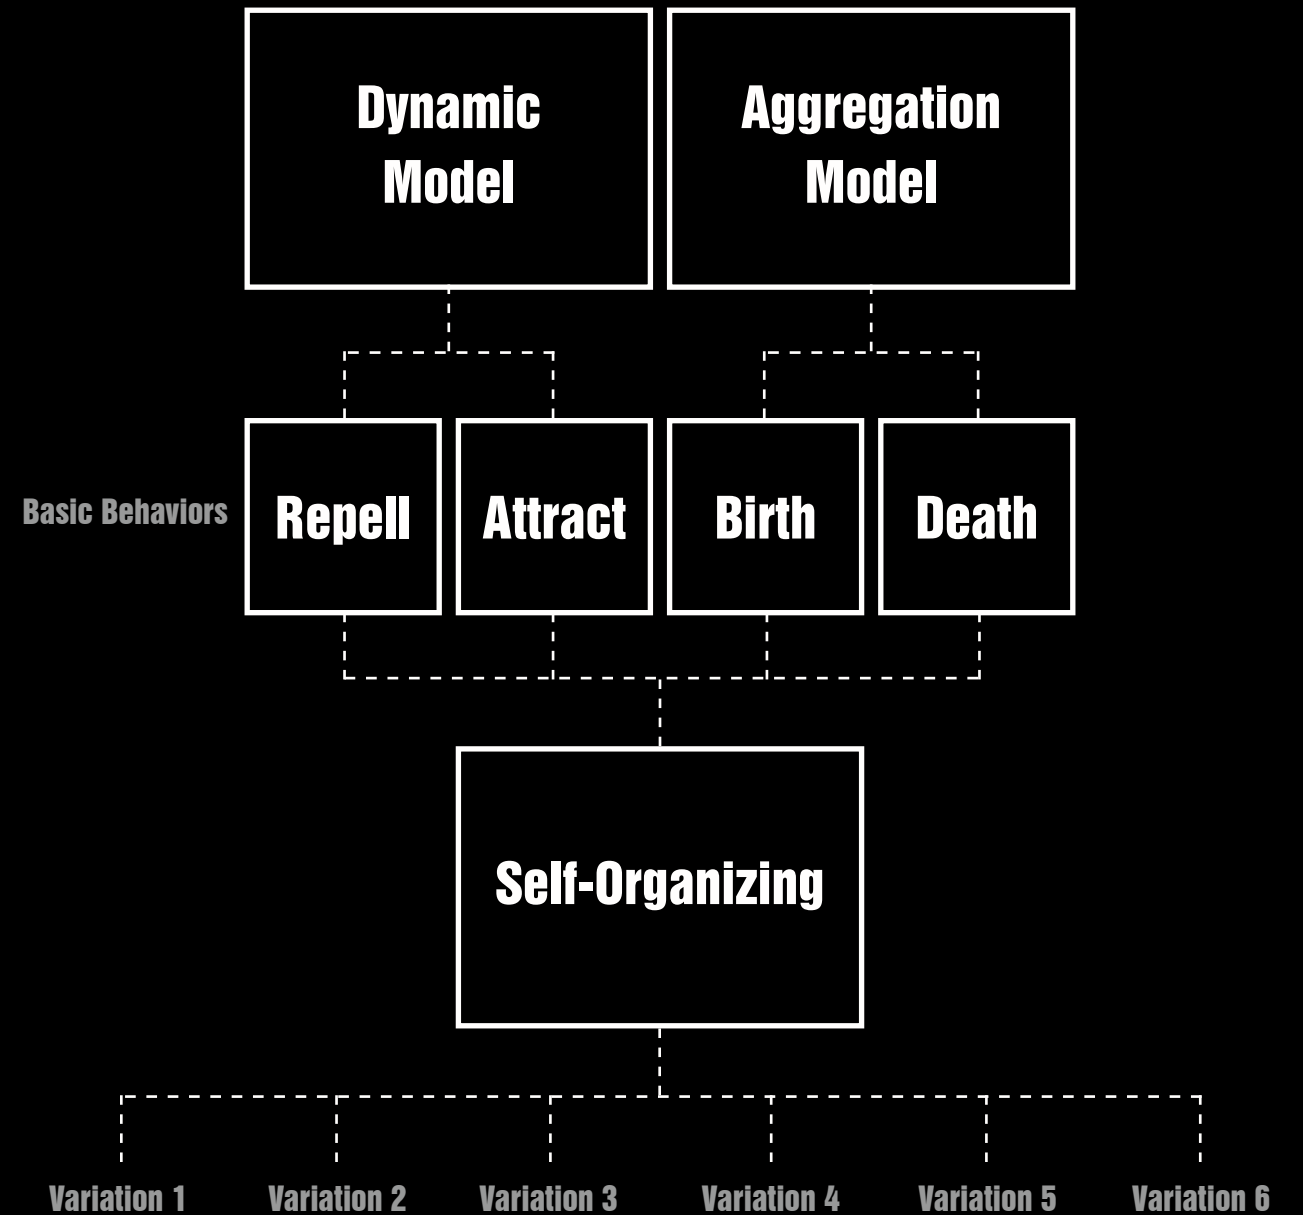 Dynamic
Model
Aggregation
Model
Basic Behaviors
Repell
Attract
Birth
Death
Self-Organizing
Variation 1
Variation 2
Variation 3
Variation 4
Variation 5
Variation 6